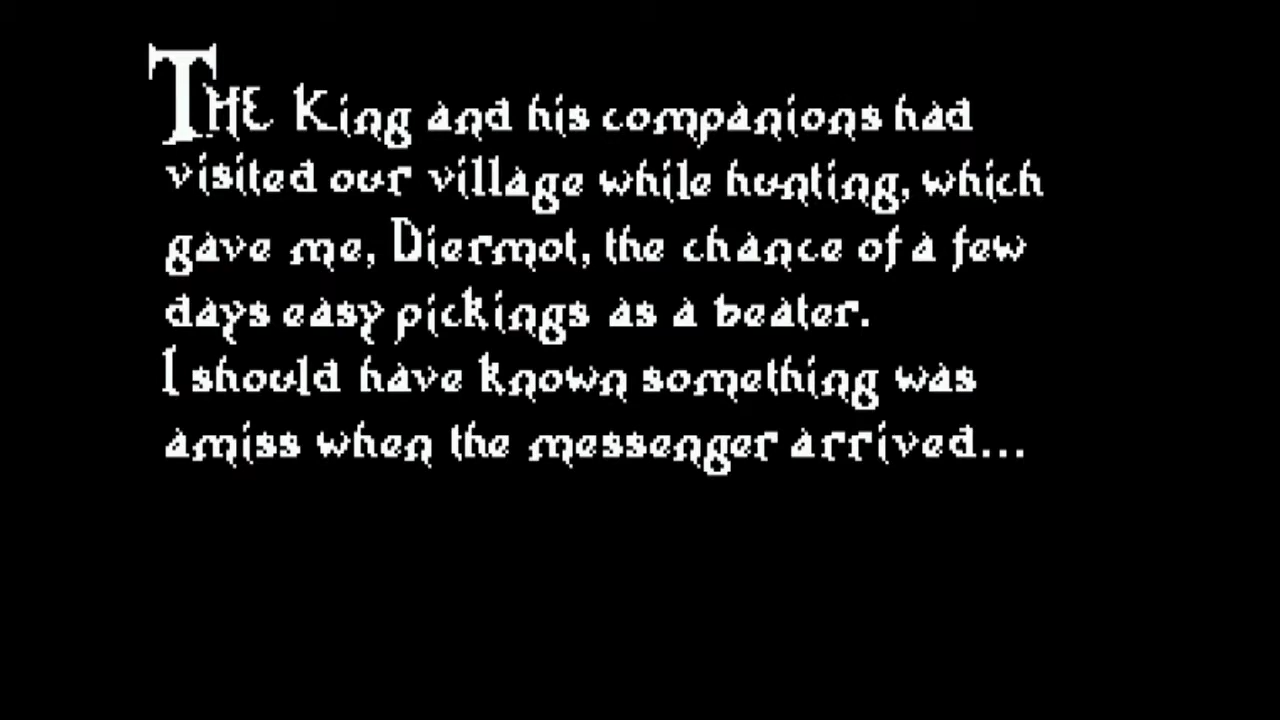 THE King and his companions had
visited our village while hunting, which
gave me, Diermot, the chance of a few
days easy pickings as a beater.
I should have known something was
amiss when the messenger arrived...